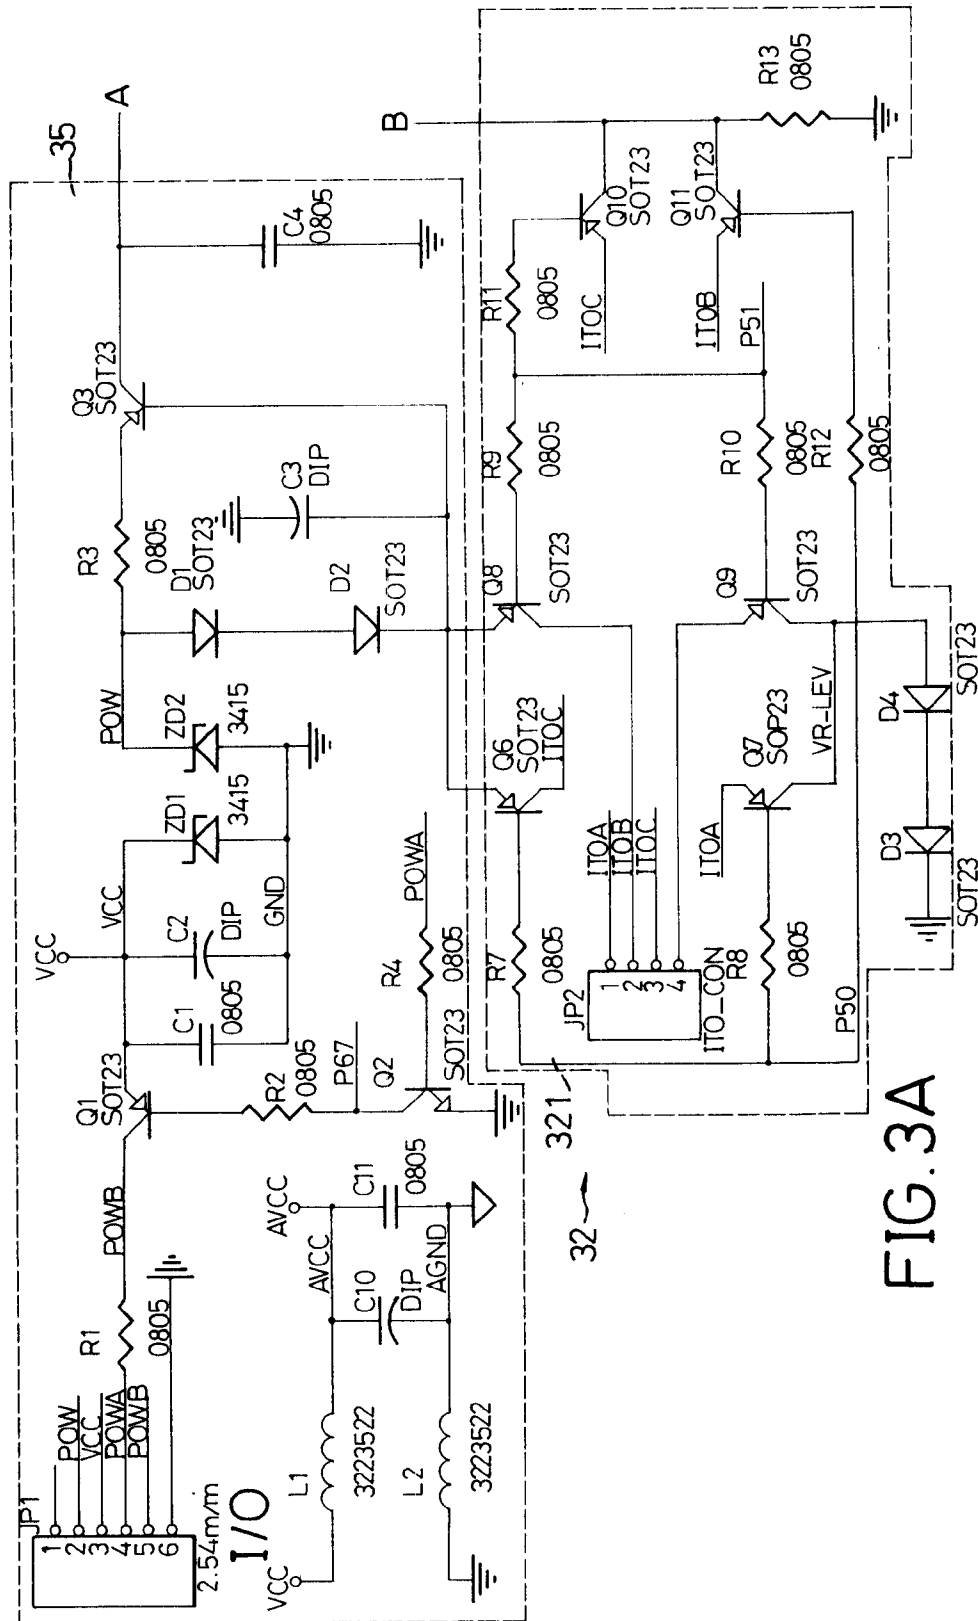 JP1
1
2
3
4
5
6
2.54m/m
I/O
POW
VCC
POWA
POWB
R1
0805
POWB
Q1
SOT23
VCC
VCC
C1
0805
C2
DIP
GND
ZD1
3415
ZD2
3415
POW
R3
0805
D1
SOT23
D2
SOT23
C3
DIP
Q3
SOT23
C4
0805
A
35
R2
0805
P67
Q2
SOT23
R4
0805
POWA
VCC
L1
3223522
L2
3223522
AVCC
AVCC
C10
DIP
C11
0805
AGND
32
321
R7
0805
Q6
SOT23
ITOC
Q8
SOT23
R9
0805
R11
0805
Q10
SOT23
ITOC
B
JP2
1
2
3
4
ITO_CON
ITOA
ITOB
ITOC
R8
0805
ITOA
Q7
SOP23
VR-LEV
Q9
SOT23
R10
0805
R12
0805
P51
ITOB
Q11
SOT23
R13
0805
P50
D3
SOT23
D4
SOT23
FIG.3A